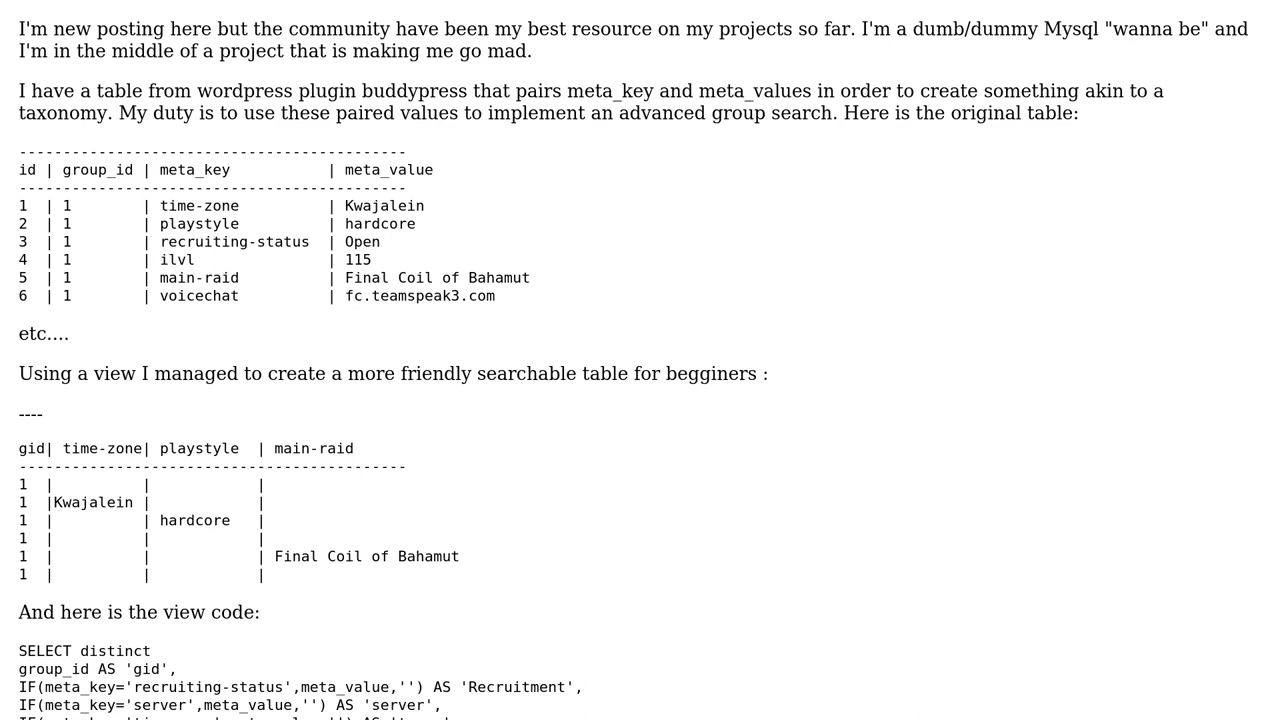 I'm new posting here but the community have been my best resource on my projects so far. I'm a dumb/dummy Mysql "wanna be" and
I'm in the middle of a project that is making me go mad.
I have a table from wordpress plugin buddypress that pairs meta_key and meta_values in order to create something akin to a
taxonomy. My duty is to use these paired values to implement an advanced group search. Here is the original table:
--------------------------------------------
id | group_id | meta_key           | meta_value
--------------------------------------------
1  | 1        | time-zone          | Kwajalein
2  | 1        | playstyle          | hardcore
3  | 1        | recruiting-status  | Open
4  | 1        | ilvl               | 115
5  | 1        | main-raid          | Final Coil of Bahamut
6  | 1        | voicechat          | fc.teamspeak3.com
etc....
Using a view I managed to create a more friendly searchable table for begginers :
----
gid| time-zone| playstyle  | main-raid
--------------------------------------------
1  |          |            |
1  |Kwajalein |            |
1  |          | hardcore   |
1  |          |            |
1  |          |            | Final Coil of Bahamut
1  |          |            |
And here is the view code:
SELECT distinct
group_id AS 'gid',
IF(meta_key='recruiting-status',meta_value,'') AS 'Recruitment',
IF(meta_key='server',meta_value,'') AS 'server',